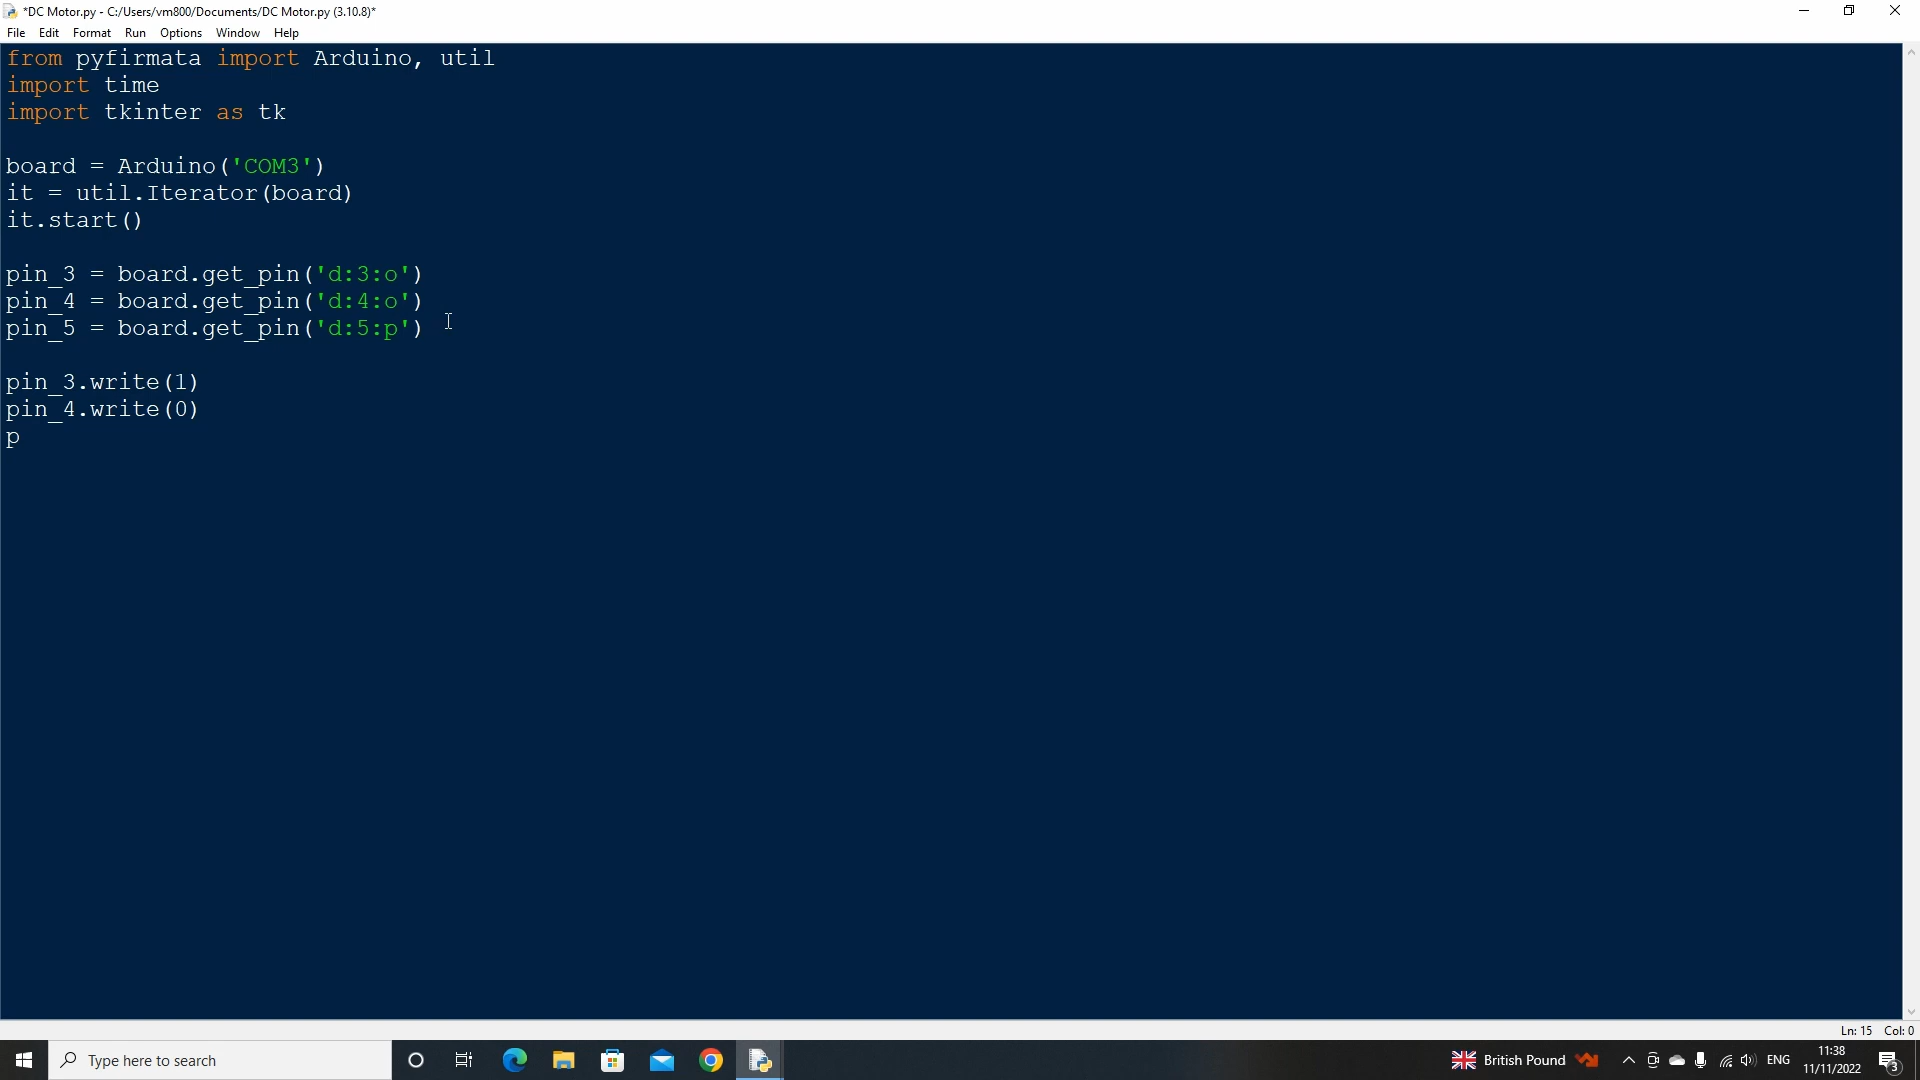 *DC Motor.py - C:/Users/vm800/Documents/DC Motor.py (3.10.8)*
File Edit Format Run Options Window Help
from pyfirmata import Arduino, util
import time
import tkinter as tk
board = Arduino('COM3')
it = util.Iterator(board)
it.start()
pin_3 = board.get_pin('d:3:o')
pin_4 = board.get_pin('d:4:o')
pin_5 = board.get_pin('d:5:p')
pin_3.write(1)
pin_4.write(0)
p
Ln: 15 Col: 0
Type here to search
British Pound
ENG
11:38
11/11/2022
3